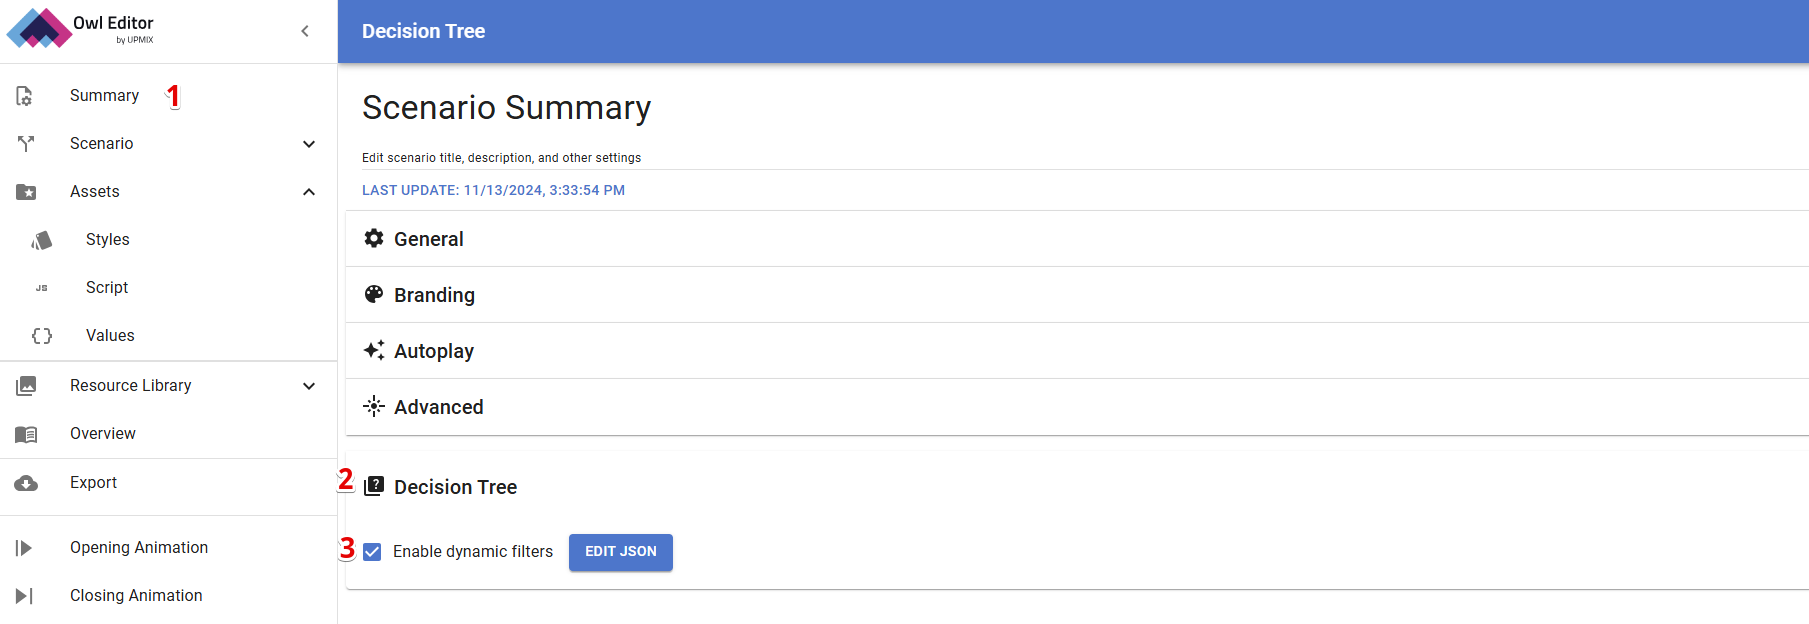 Owl Editor
by UPMIX
Summary 1
Scenario
Assets
Styles
JS Script
Values
Resource Library
Overview
Export
Opening Animation
Closing Animation
Decision Tree
Scenario Summary
Edit scenario title, description, and other settings
LAST UPDATE: 11/13/2024, 3:33:54 PM
General
Branding
Autoplay
Advanced
2 ? Decision Tree
3 Enable dynamic filters EDIT JSON